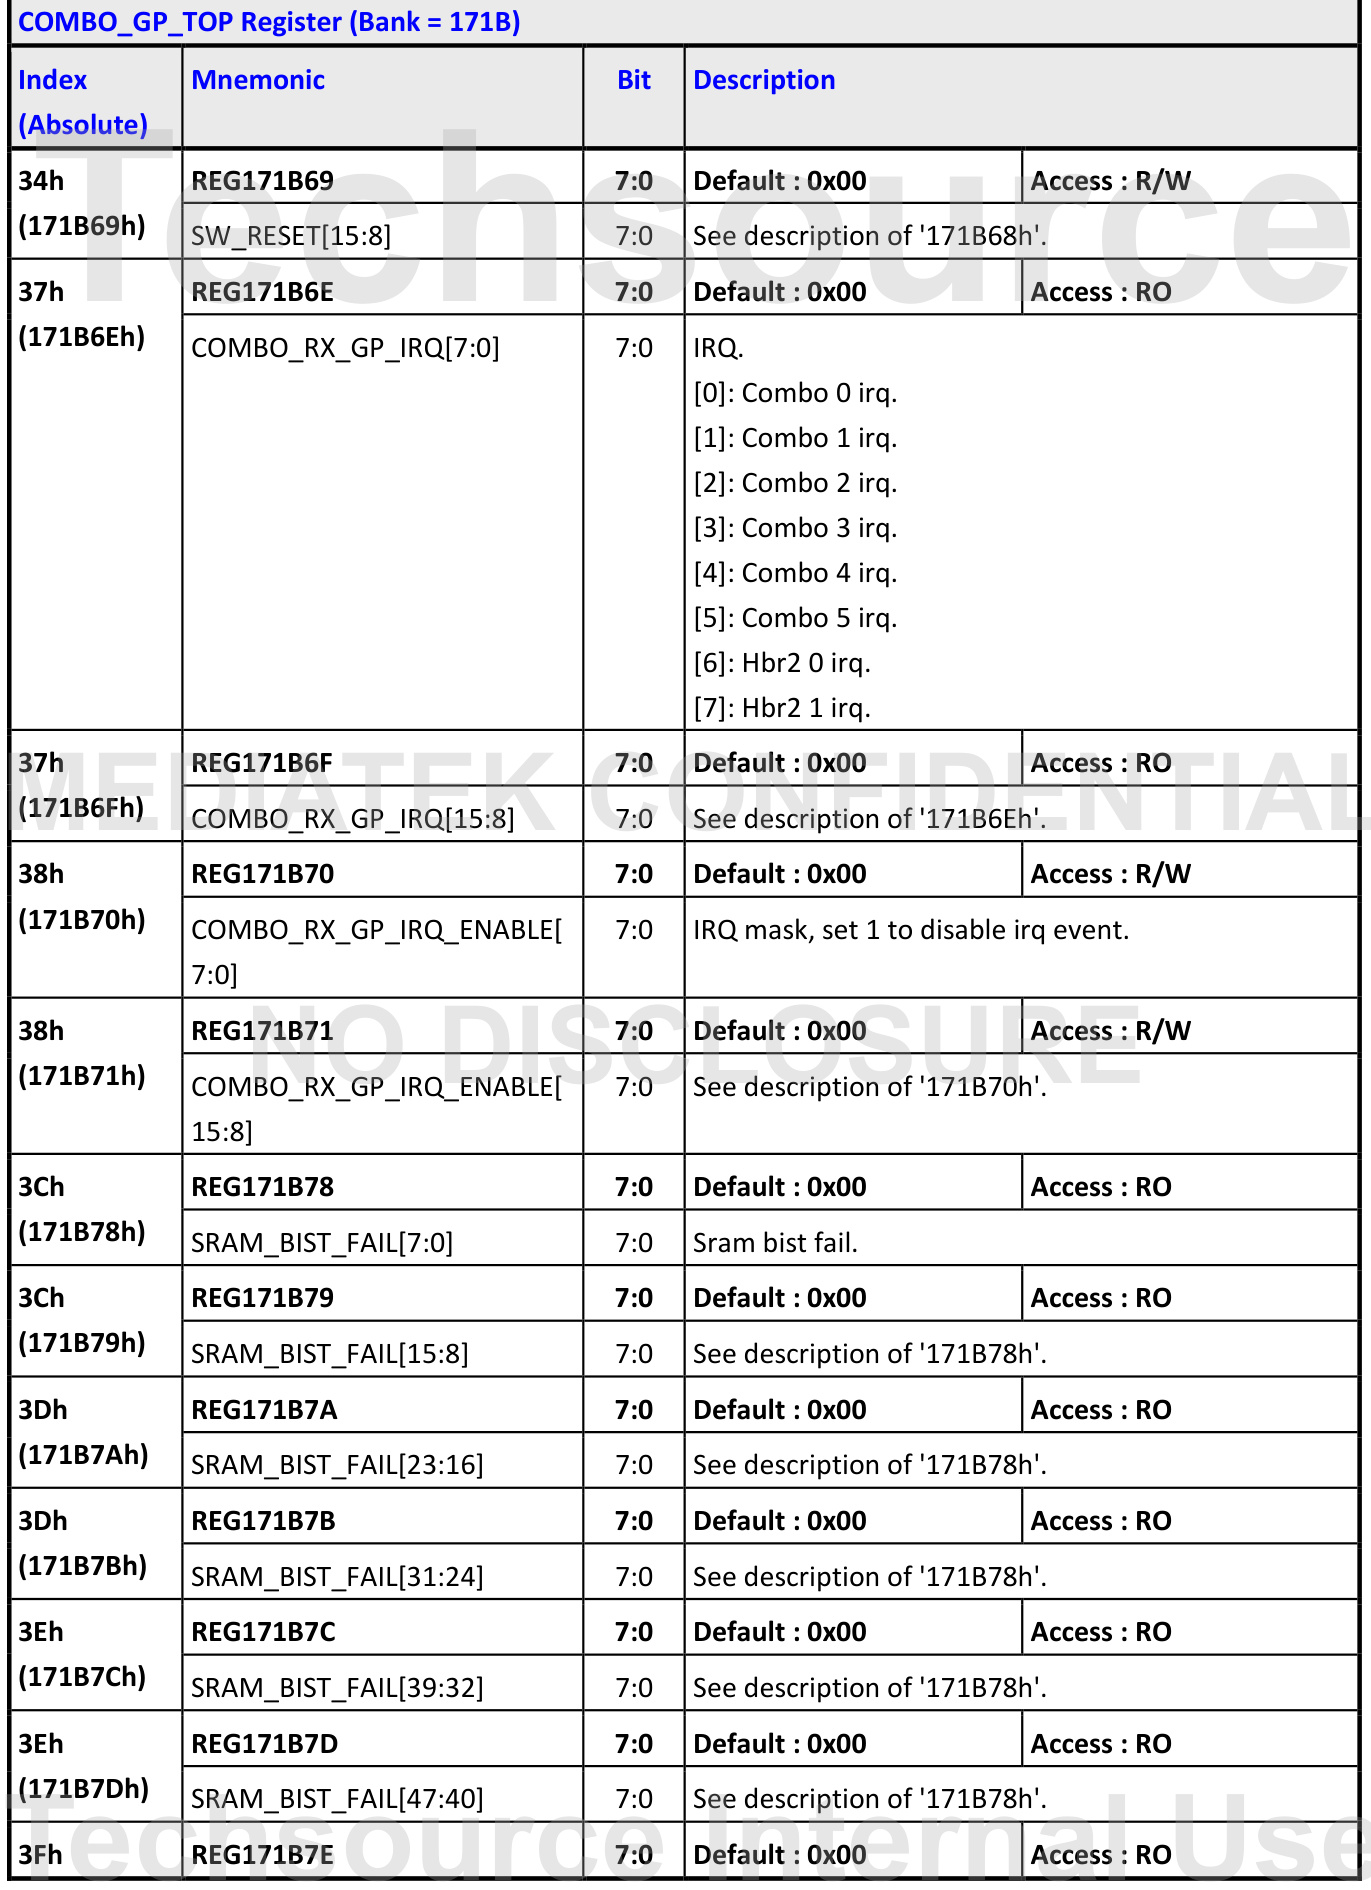 COMBO_GP_TOP Register (Bank = 171B)
Index (Absolute) Mnemonic Bit Description
34h (171B69h) REG171B69 7:0 Default : 0x00 Access : R/W
SW_RESET[15:8] 7:0 See description of '171B68h'.
37h (171B6Eh) REG171B6E 7:0 Default : 0x00 Access : RO
COMBO_RX_GP_IRQ[7:0] 7:0 IRQ.
[0]: Combo 0 irq.
[1]: Combo 1 irq.
[2]: Combo 2 irq.
[3]: Combo 3 irq.
[4]: Combo 4 irq.
[5]: Combo 5 irq.
[6]: Hbr2 0 irq.
[7]: Hbr2 1 irq.
37h (171B6Fh) REG171B6F 7:0 Default : 0x00 Access : RO
COMBO_RX_GP_IRQ[15:8] 7:0 See description of '171B6Eh'.
38h (171B70h) REG171B70 7:0 Default : 0x00 Access : R/W
COMBO_RX_GP_IRQ_ENABLE[7:0] 7:0 IRQ mask, set 1 to disable irq event.
38h (171B71h) REG171B71 7:0 Default : 0x00 Access : R/W
COMBO_RX_GP_IRQ_ENABLE[15:8] 7:0 See description of '171B70h'.
3Ch (171B78h) REG171B78 7:0 Default : 0x00 Access : RO
SRAM_BIST_FAIL[7:0] 7:0 Sram bist fail.
3Ch (171B79h) REG171B79 7:0 Default : 0x00 Access : RO
SRAM_BIST_FAIL[15:8] 7:0 See description of '171B78h'.
3Dh (171B7Ah) REG171B7A 7:0 Default : 0x00 Access : RO
SRAM_BIST_FAIL[23:16] 7:0 See description of '171B78h'.
3Dh (171B7Bh) REG171B7B 7:0 Default : 0x00 Access : RO
SRAM_BIST_FAIL[31:24] 7:0 See description of '171B78h'.
3Eh (171B7Ch) REG171B7C 7:0 Default : 0x00 Access : RO
SRAM_BIST_FAIL[39:32] 7:0 See description of '171B78h'.
3Eh (171B7Dh) REG171B7D 7:0 Default : 0x00 Access : RO
SRAM_BIST_FAIL[47:40] 7:0 See description of '171B78h'.
3Fh REG171B7E 7:0 Default : 0x00 Access : RO
Techsource
MEDIATEK CONFIDENTIAL
NO DISCLOSURE
Techsource Internal Use